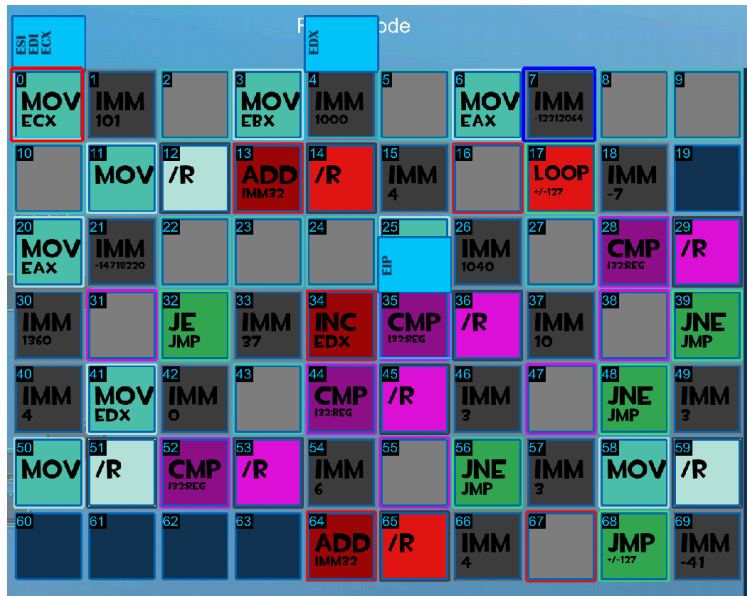 ESI
EDI
ECX
EDX
0
MOV
ECX
1
IMM
101
2
3
MOV
EBX
4
IMM
1000
5
6
MOV
EAX
7
IMM
-12312064
8
9
10
11
MOV
12
/R
13
ADD
IMM32
14
/R
15
IMM
4
16
17
LOOP
+/-127
18
IMM
-7
19
20
MOV
EAX
21
IMM
-14718220
22
23
24
25
EIP
26
IMM
1040
27
28
CMP
I32:REG
29
/R
30
IMM
1360
31
32
JE
JMP
33
IMM
37
34
INC
EDX
35
CMP
I32:REG
36
/R
37
IMM
10
38
39
JNE
JMP
40
IMM
4
41
MOV
EDX
42
IMM
0
43
44
CMP
I32:REG
45
/R
46
IMM
3
47
48
JNE
JMP
49
IMM
3
50
MOV
51
/R
52
CMP
I32:REG
53
/R
54
IMM
6
55
56
JNE
JMP
57
IMM
3
58
MOV
59
/R
60
61
62
63
64
ADD
IMM32
65
/R
66
IMM
4
67
68
JMP
+/-127
69
IMM
-41